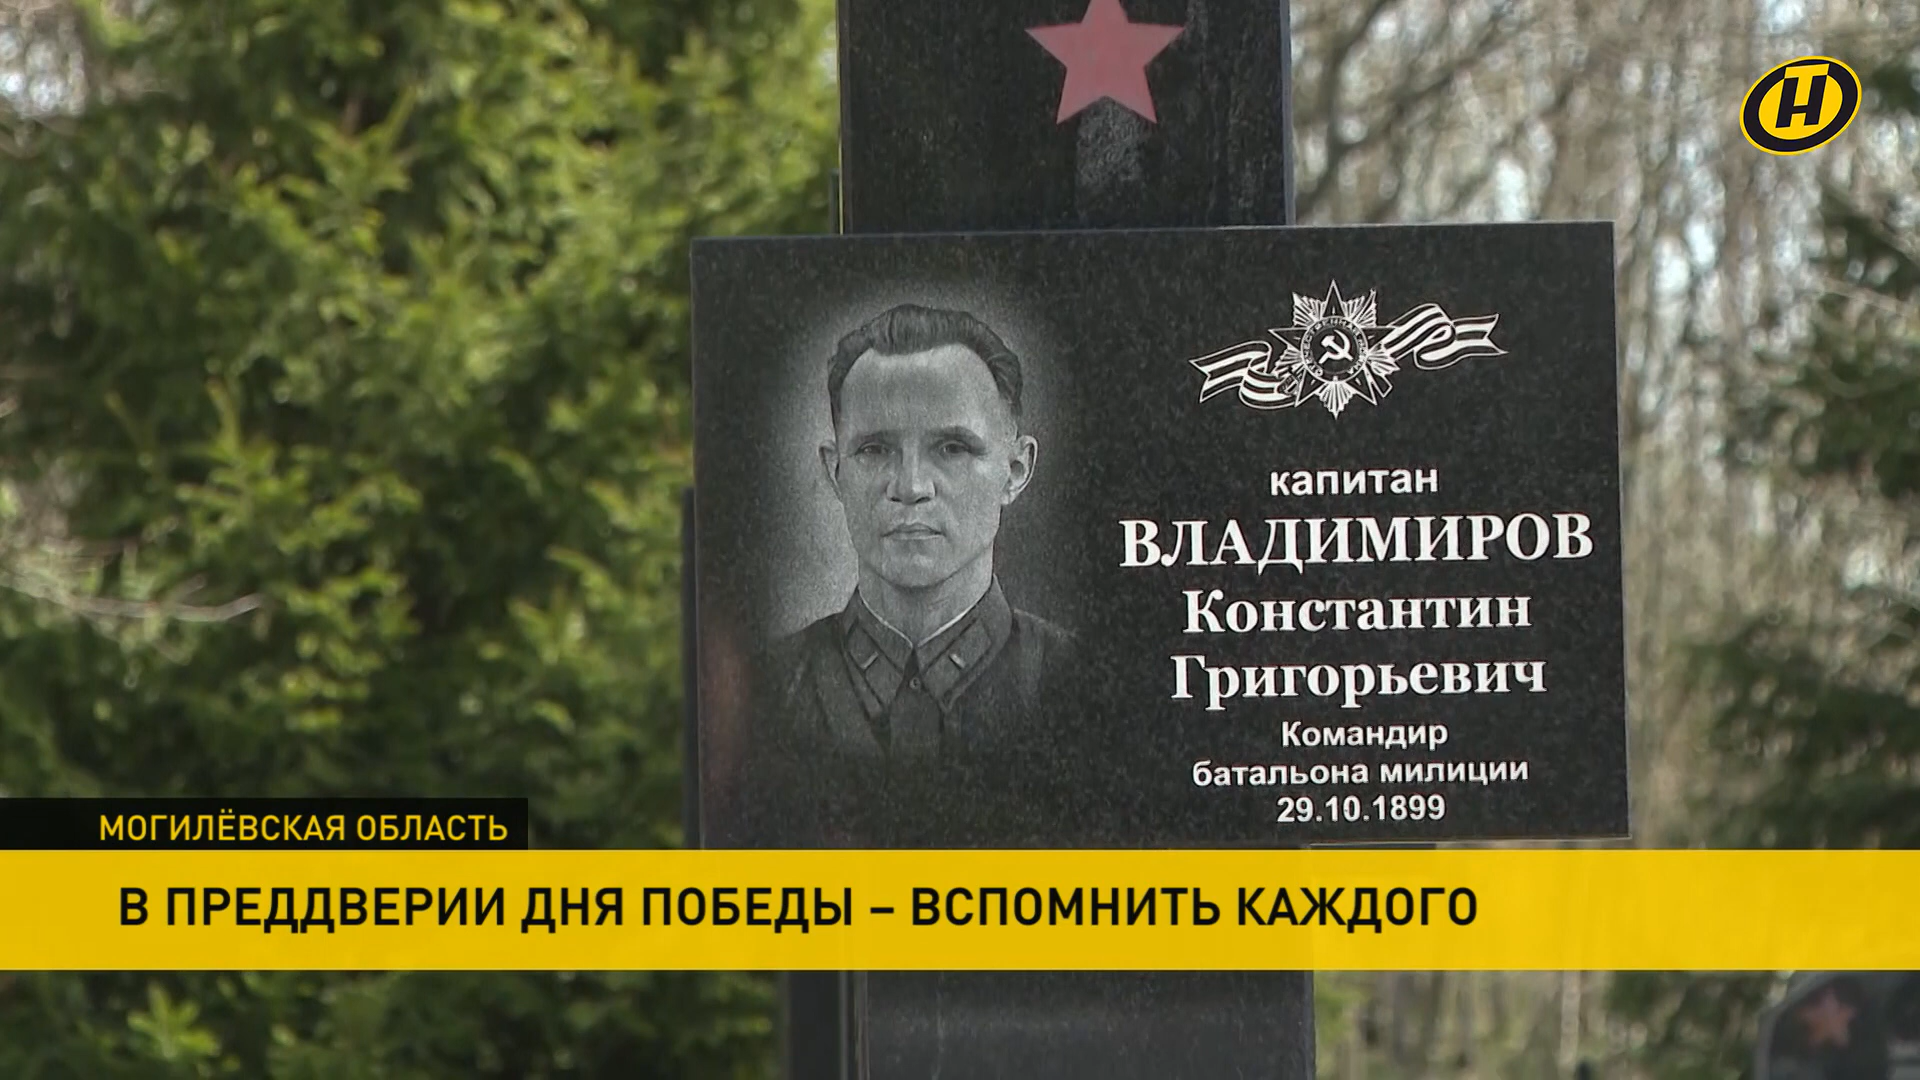 капитан
ВЛАДИМИРОВ
Константин
Григорьевич
Командир
батальона милиции
29.10.1899
МОГИЛЁВСКАЯ ОБЛАСТЬ
В ПРЕДДВЕРИИ ДНЯ ПОБЕДЫ – ВСПОМНИТЬ КАЖДОГО